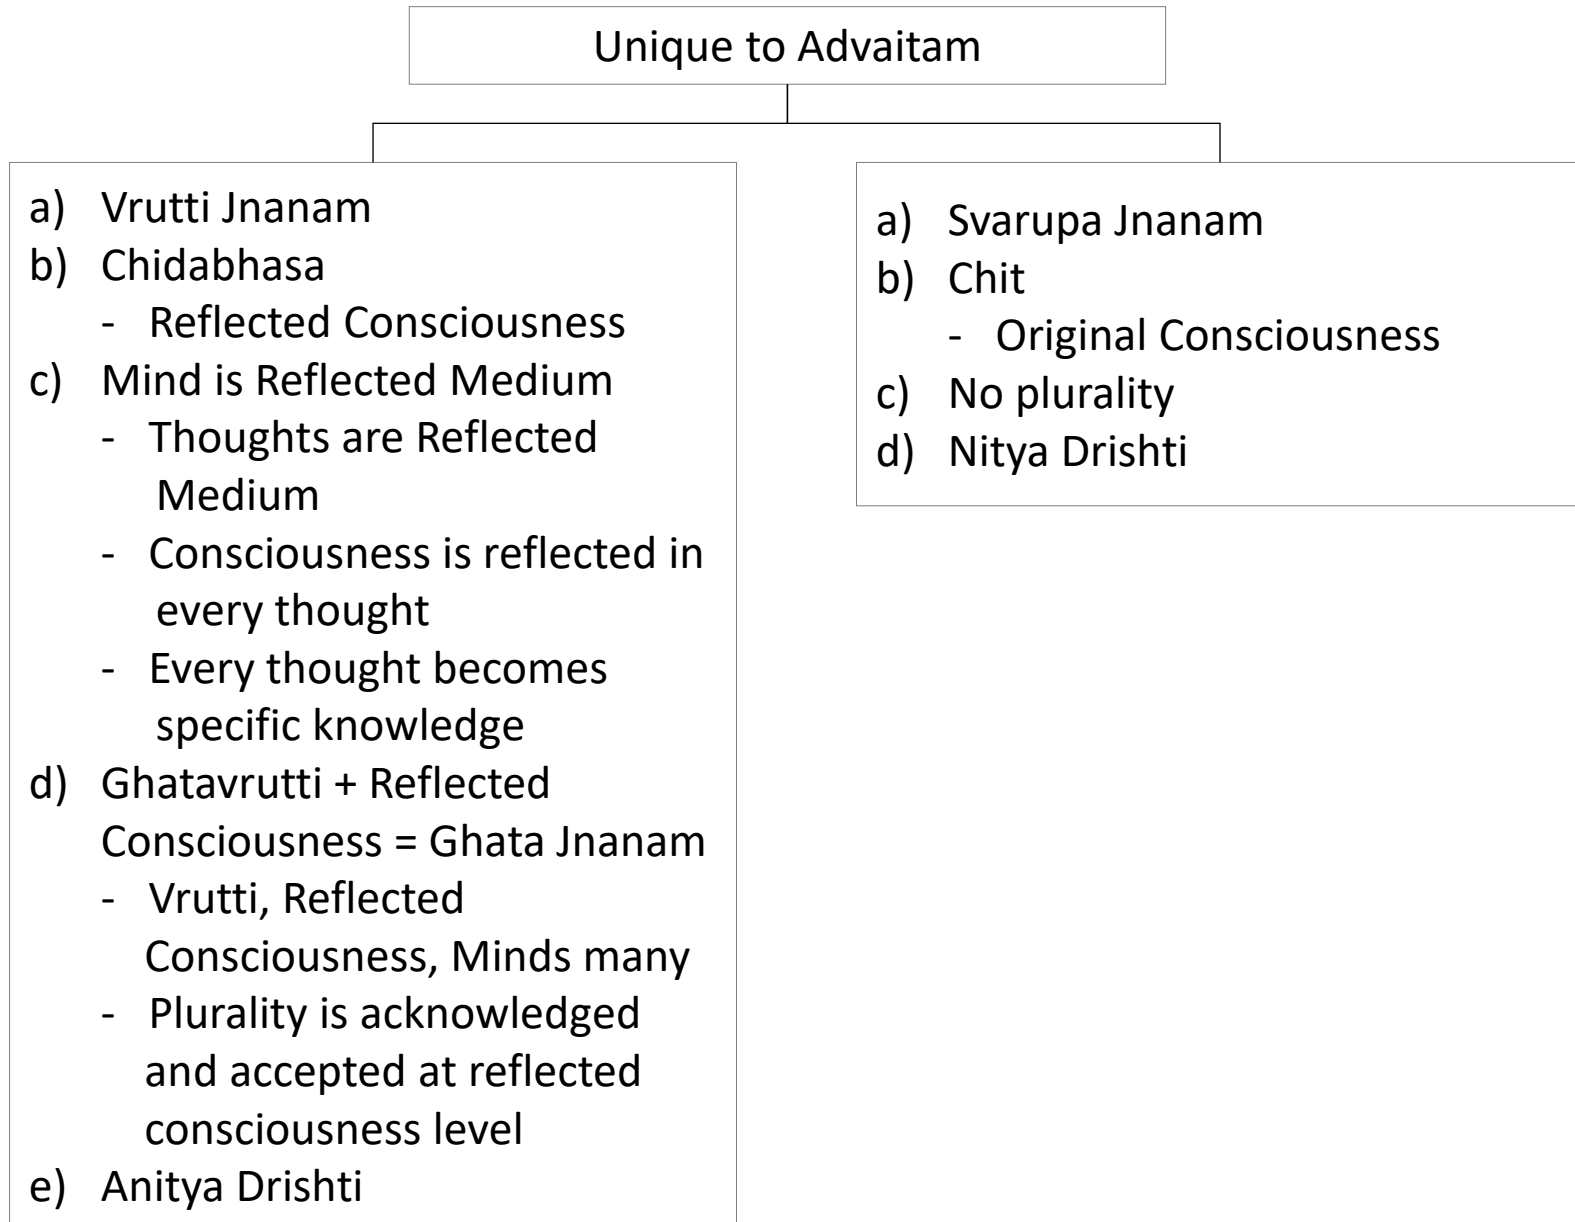 Unique to Advaitam
a) Vrutti Jnanam
b) Chidabhasa
- Reflected Consciousness
c) Mind is Reflected Medium
- Thoughts are Reflected
Medium
- Consciousness is reflected in
every thought
- Every thought becomes
specific knowledge
d) Ghatavrutti + Reflected
Consciousness = Ghata Jnanam
- Vrutti, Reflected
Consciousness, Minds many
- Plurality is acknowledged
and accepted at reflected
consciousness level
e) Anitya Drishti
a) Svarupa Jnanam
b) Chit
- Original Consciousness
c) No plurality
d) Nitya Drishti